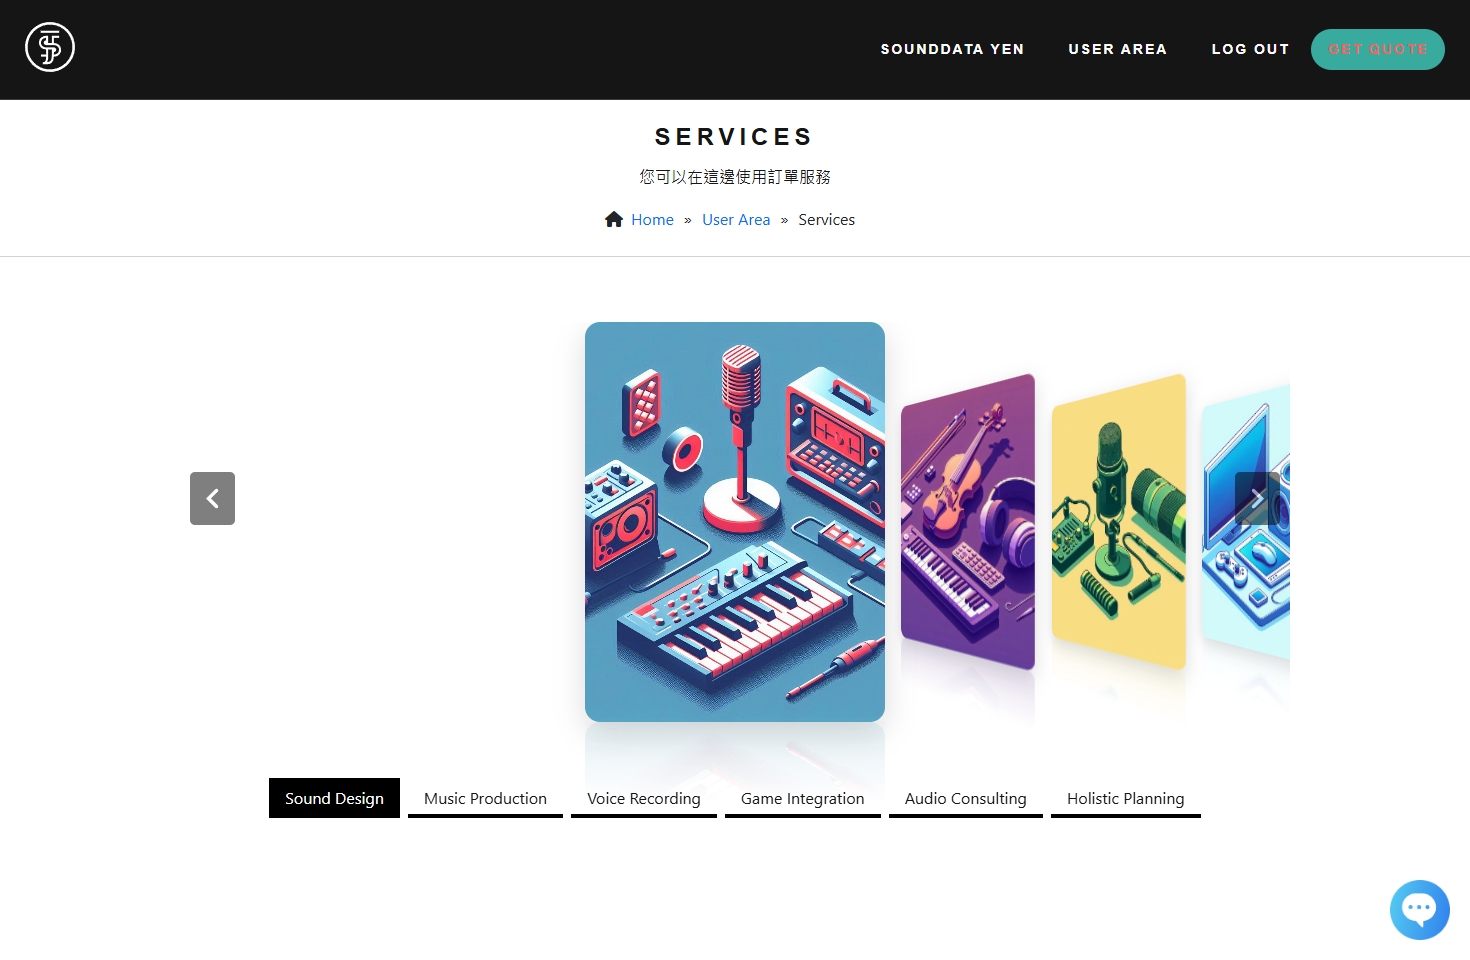 SOUNDDATA YEN USER AREA LOG OUT GET QUOTE
SERVICES
您可以在這邊使用訂單服務
Home » User Area » Services
Sound Design Music Production Voice Recording Game Integration Audio Consulting Holistic Planning